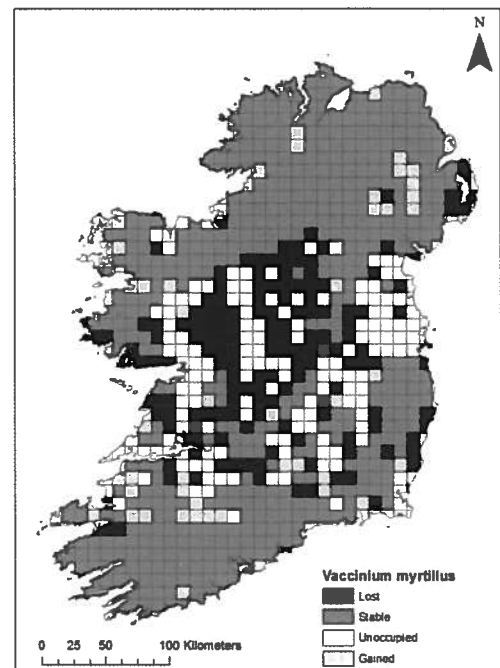 N
Vaccinium myrtillus
Lost
Stable
Unoccupied
Gained
0 25 50 100 Kilometers